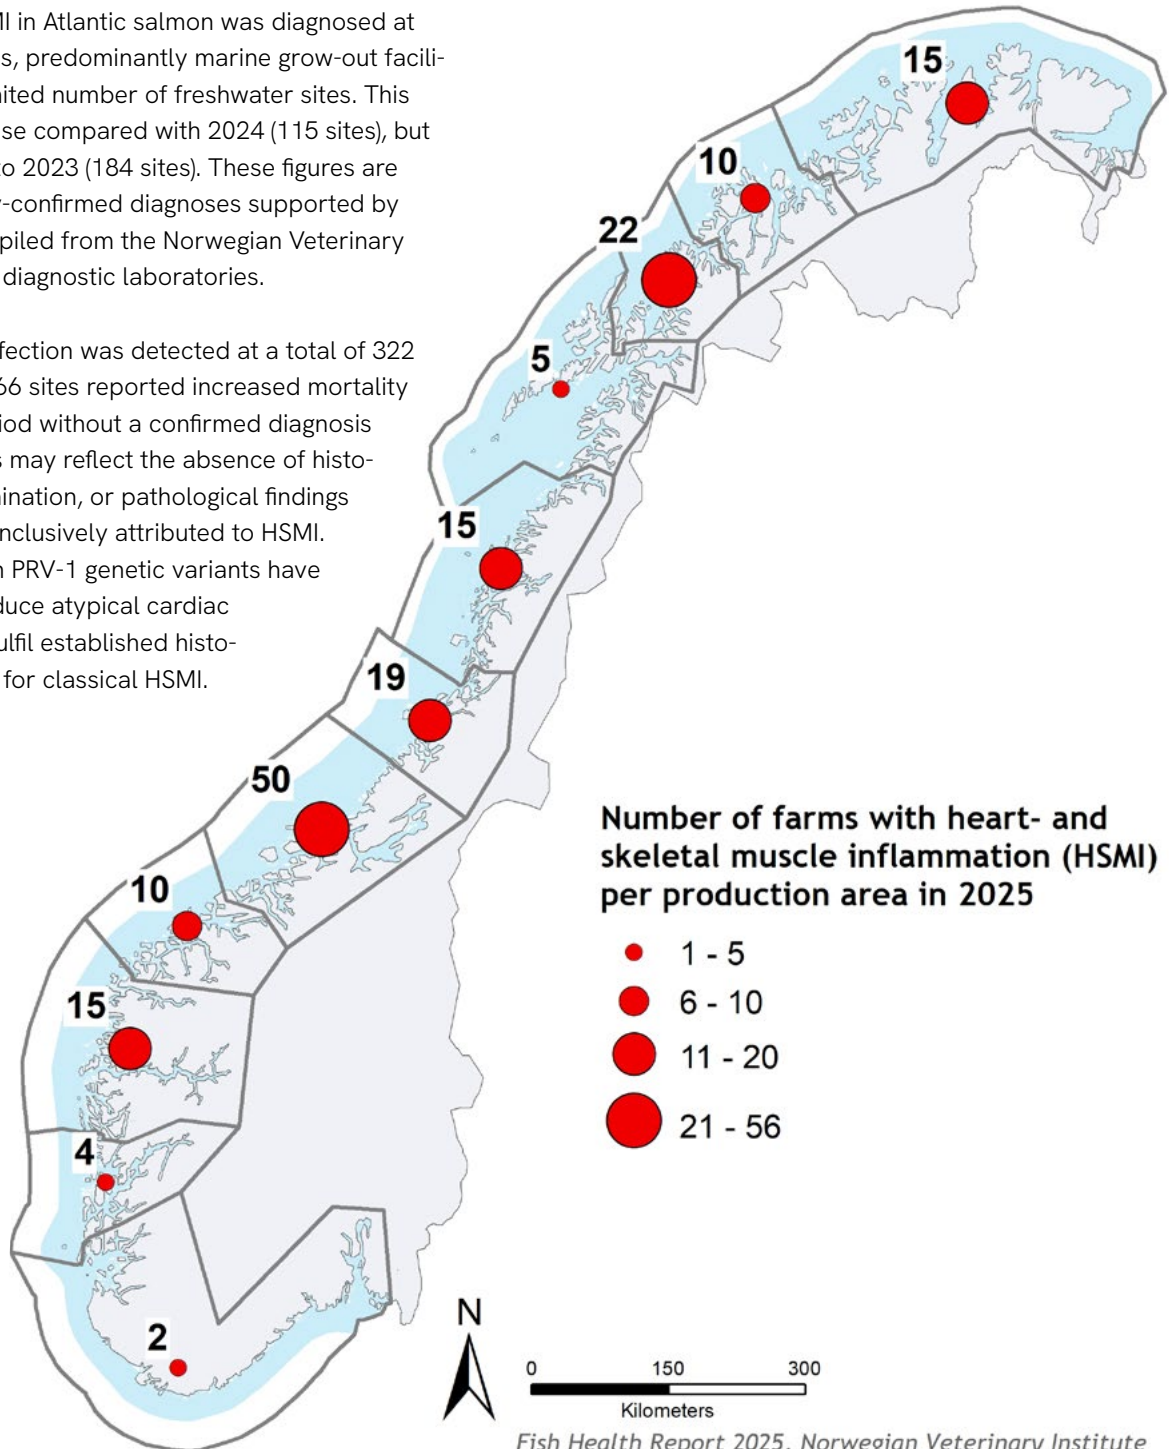 MI in Atlantic salmon was diagnosed at
s, predominantly marine grow-out facili-
ited number of freshwater sites. This
se compared with 2024 (115 sites), but
to 2023 (184 sites). These figures are
y-confirmed diagnoses supported by
piled from the Norwegian Veterinary
diagnostic laboratories.
fection was detected at a total of 322
66 sites reported increased mortality
iod without a confirmed diagnosis
s may reflect the absence of histo-
ination, or pathological findings
nclusively attributed to HSMI.
n PRV-1 genetic variants have
duce atypical cardiac
ulfil established histo-
for classical HSMI.
15
10
22
5
15
19
50
10
15
4
2
Number of farms with heart- and
skeletal muscle inflammation (HSMI)
per production area in 2025
1 - 5
6 - 10
11 - 20
21 - 56
N
0 150 300
Kilometers
Fish Health Report 2025, Norwegian Veterinary Institute